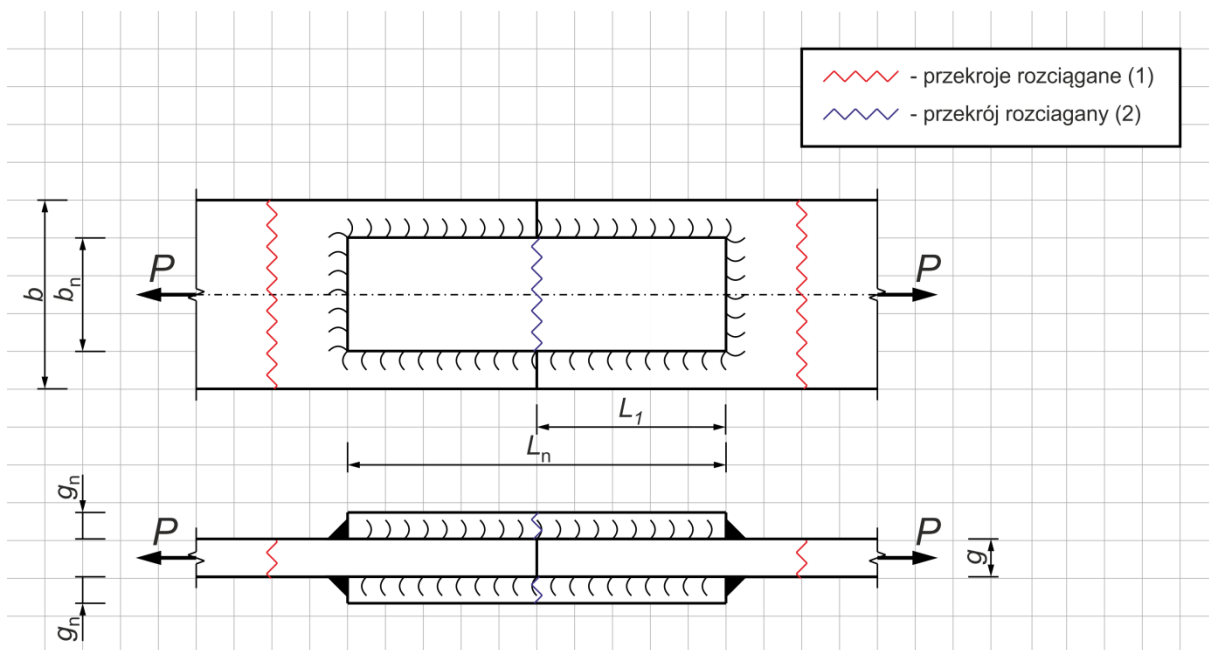 - przekroje rozciągane (1)
- przekrój rozciagany (2)
P
P
b
bn
L1
Ln
gn
P
P
g
gn